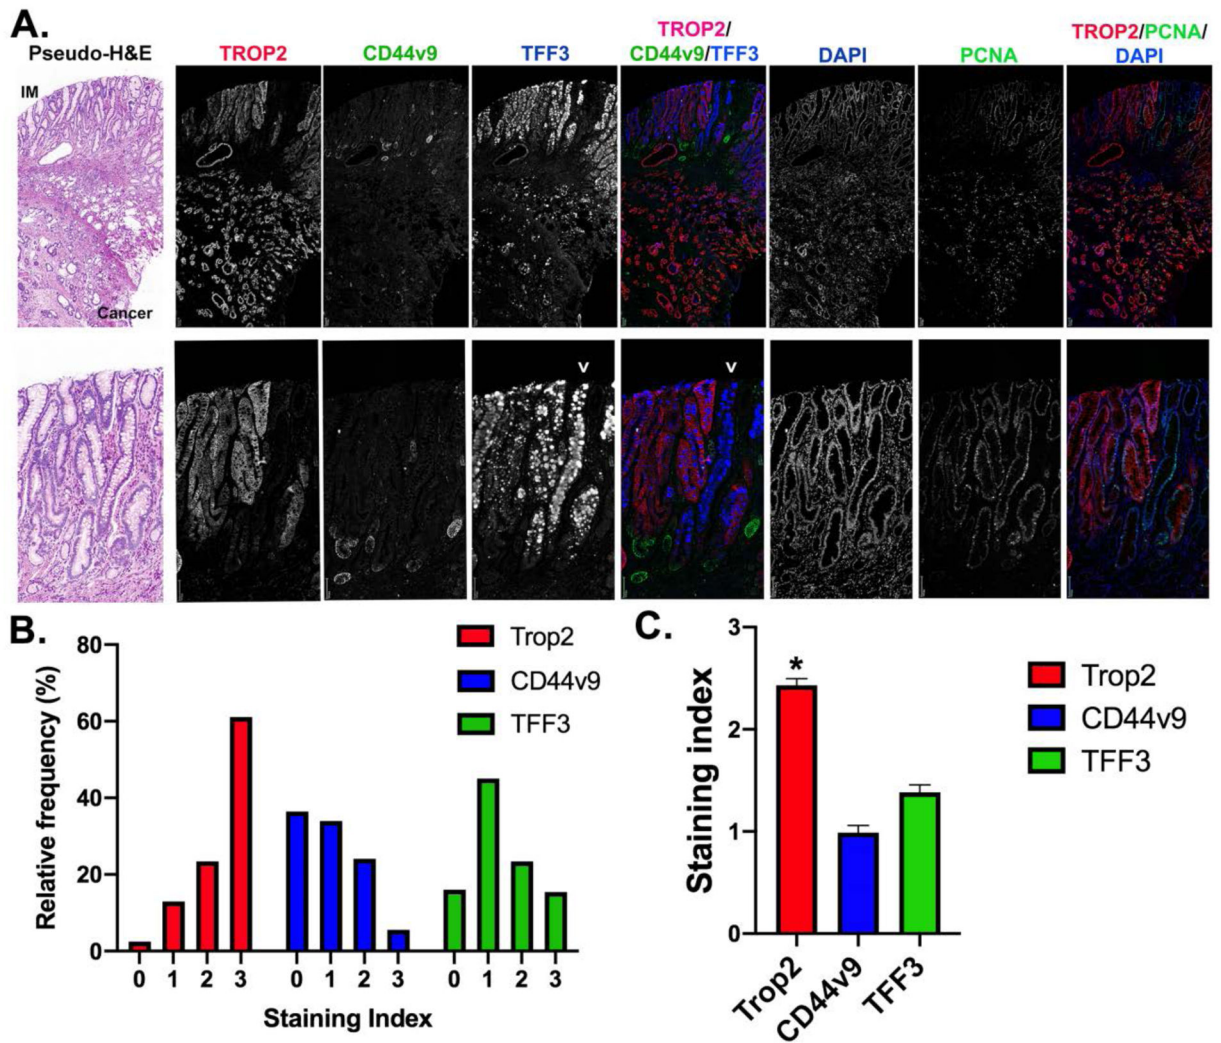 A.
Pseudo-H&E
TROP2
CD44v9
TFF3
TROP2/
CD44v9/TFF3
DAPI
PCNA
TROP2/PCNA/
DAPI
IM
Cancer
v
v
B.
80
60
40
20
0
Relative frequency (%)
Trop2
CD44v9
TFF3
0 1 2 3 0 1 2 3 0 1 2 3
Staining Index
C.
3
2
1
0
Staining index
*
Trop2
CD44v9
TFF3
Trop2
CD44v9
TFF3